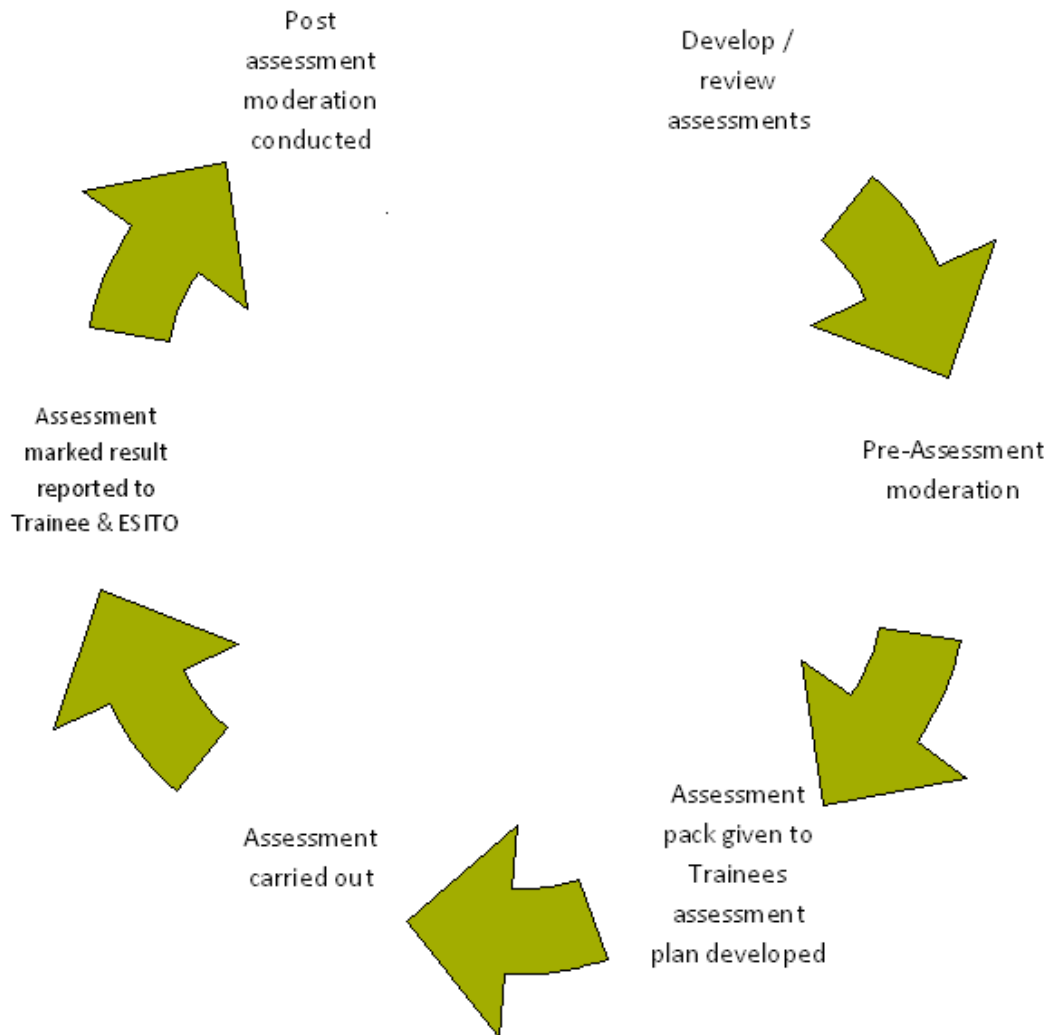 Post
assessment
moderation
conducted
Develop /
review
assessments
Pre-Assessment
moderation
Assessment
pack given to
Trainees
assessment
plan developed
Assessment
carried out
Assessment
marked result
reported to
Trainee & ESITO